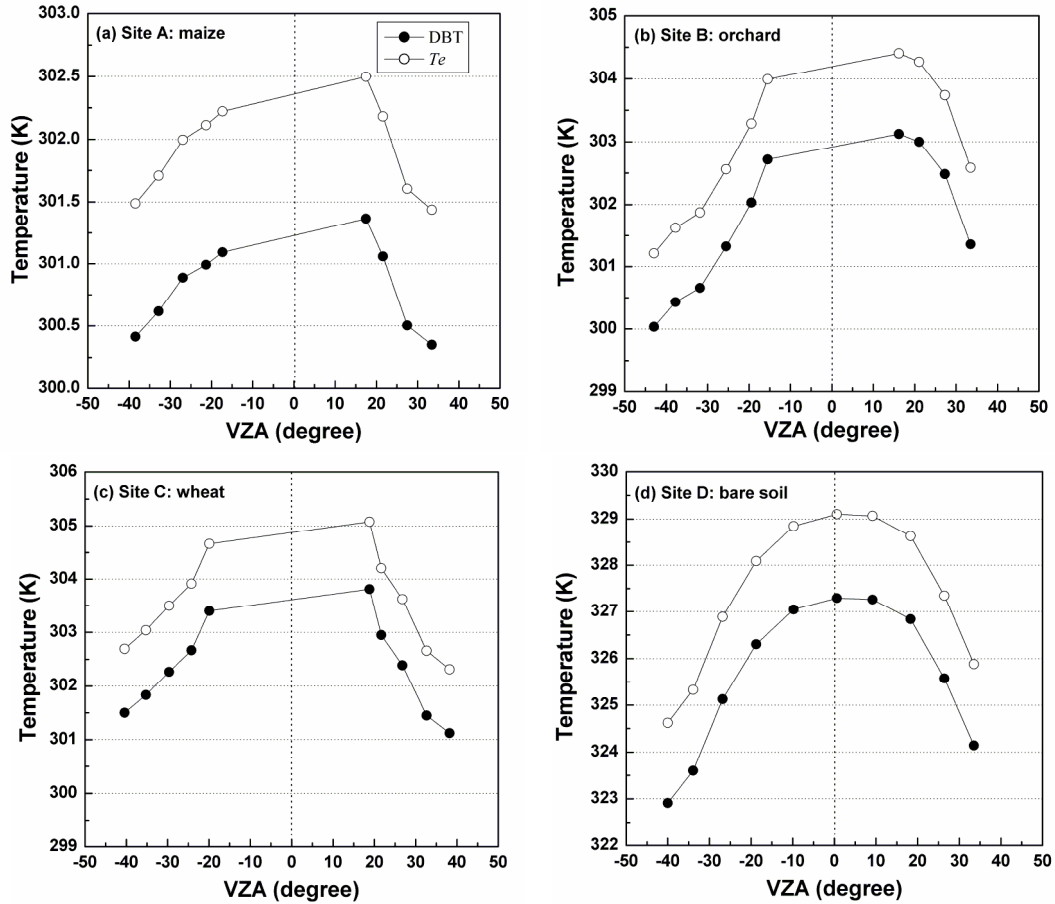 (a) Site A: maize
DBT
Te
303.0
302.5
302.0
301.5
301.0
300.5
300.0
Temperature (K)
-50 -40 -30 -20 -10 0 10 20 30 40 50
VZA (degree)
(b) Site B: orchard
305
304
303
302
301
300
299
Temperature (K)
-50 -40 -30 -20 -10 0 10 20 30 40 50
VZA (degree)
(c) Site C: wheat
306
305
304
303
302
301
300
299
Temperature (K)
-50 -40 -30 -20 -10 0 10 20 30 40 50
VZA (degree)
(d) Site D: bare soil
330
329
328
327
326
325
324
323
322
Temperature (K)
-50 -40 -30 -20 -10 0 10 20 30 40 50
VZA (degree)